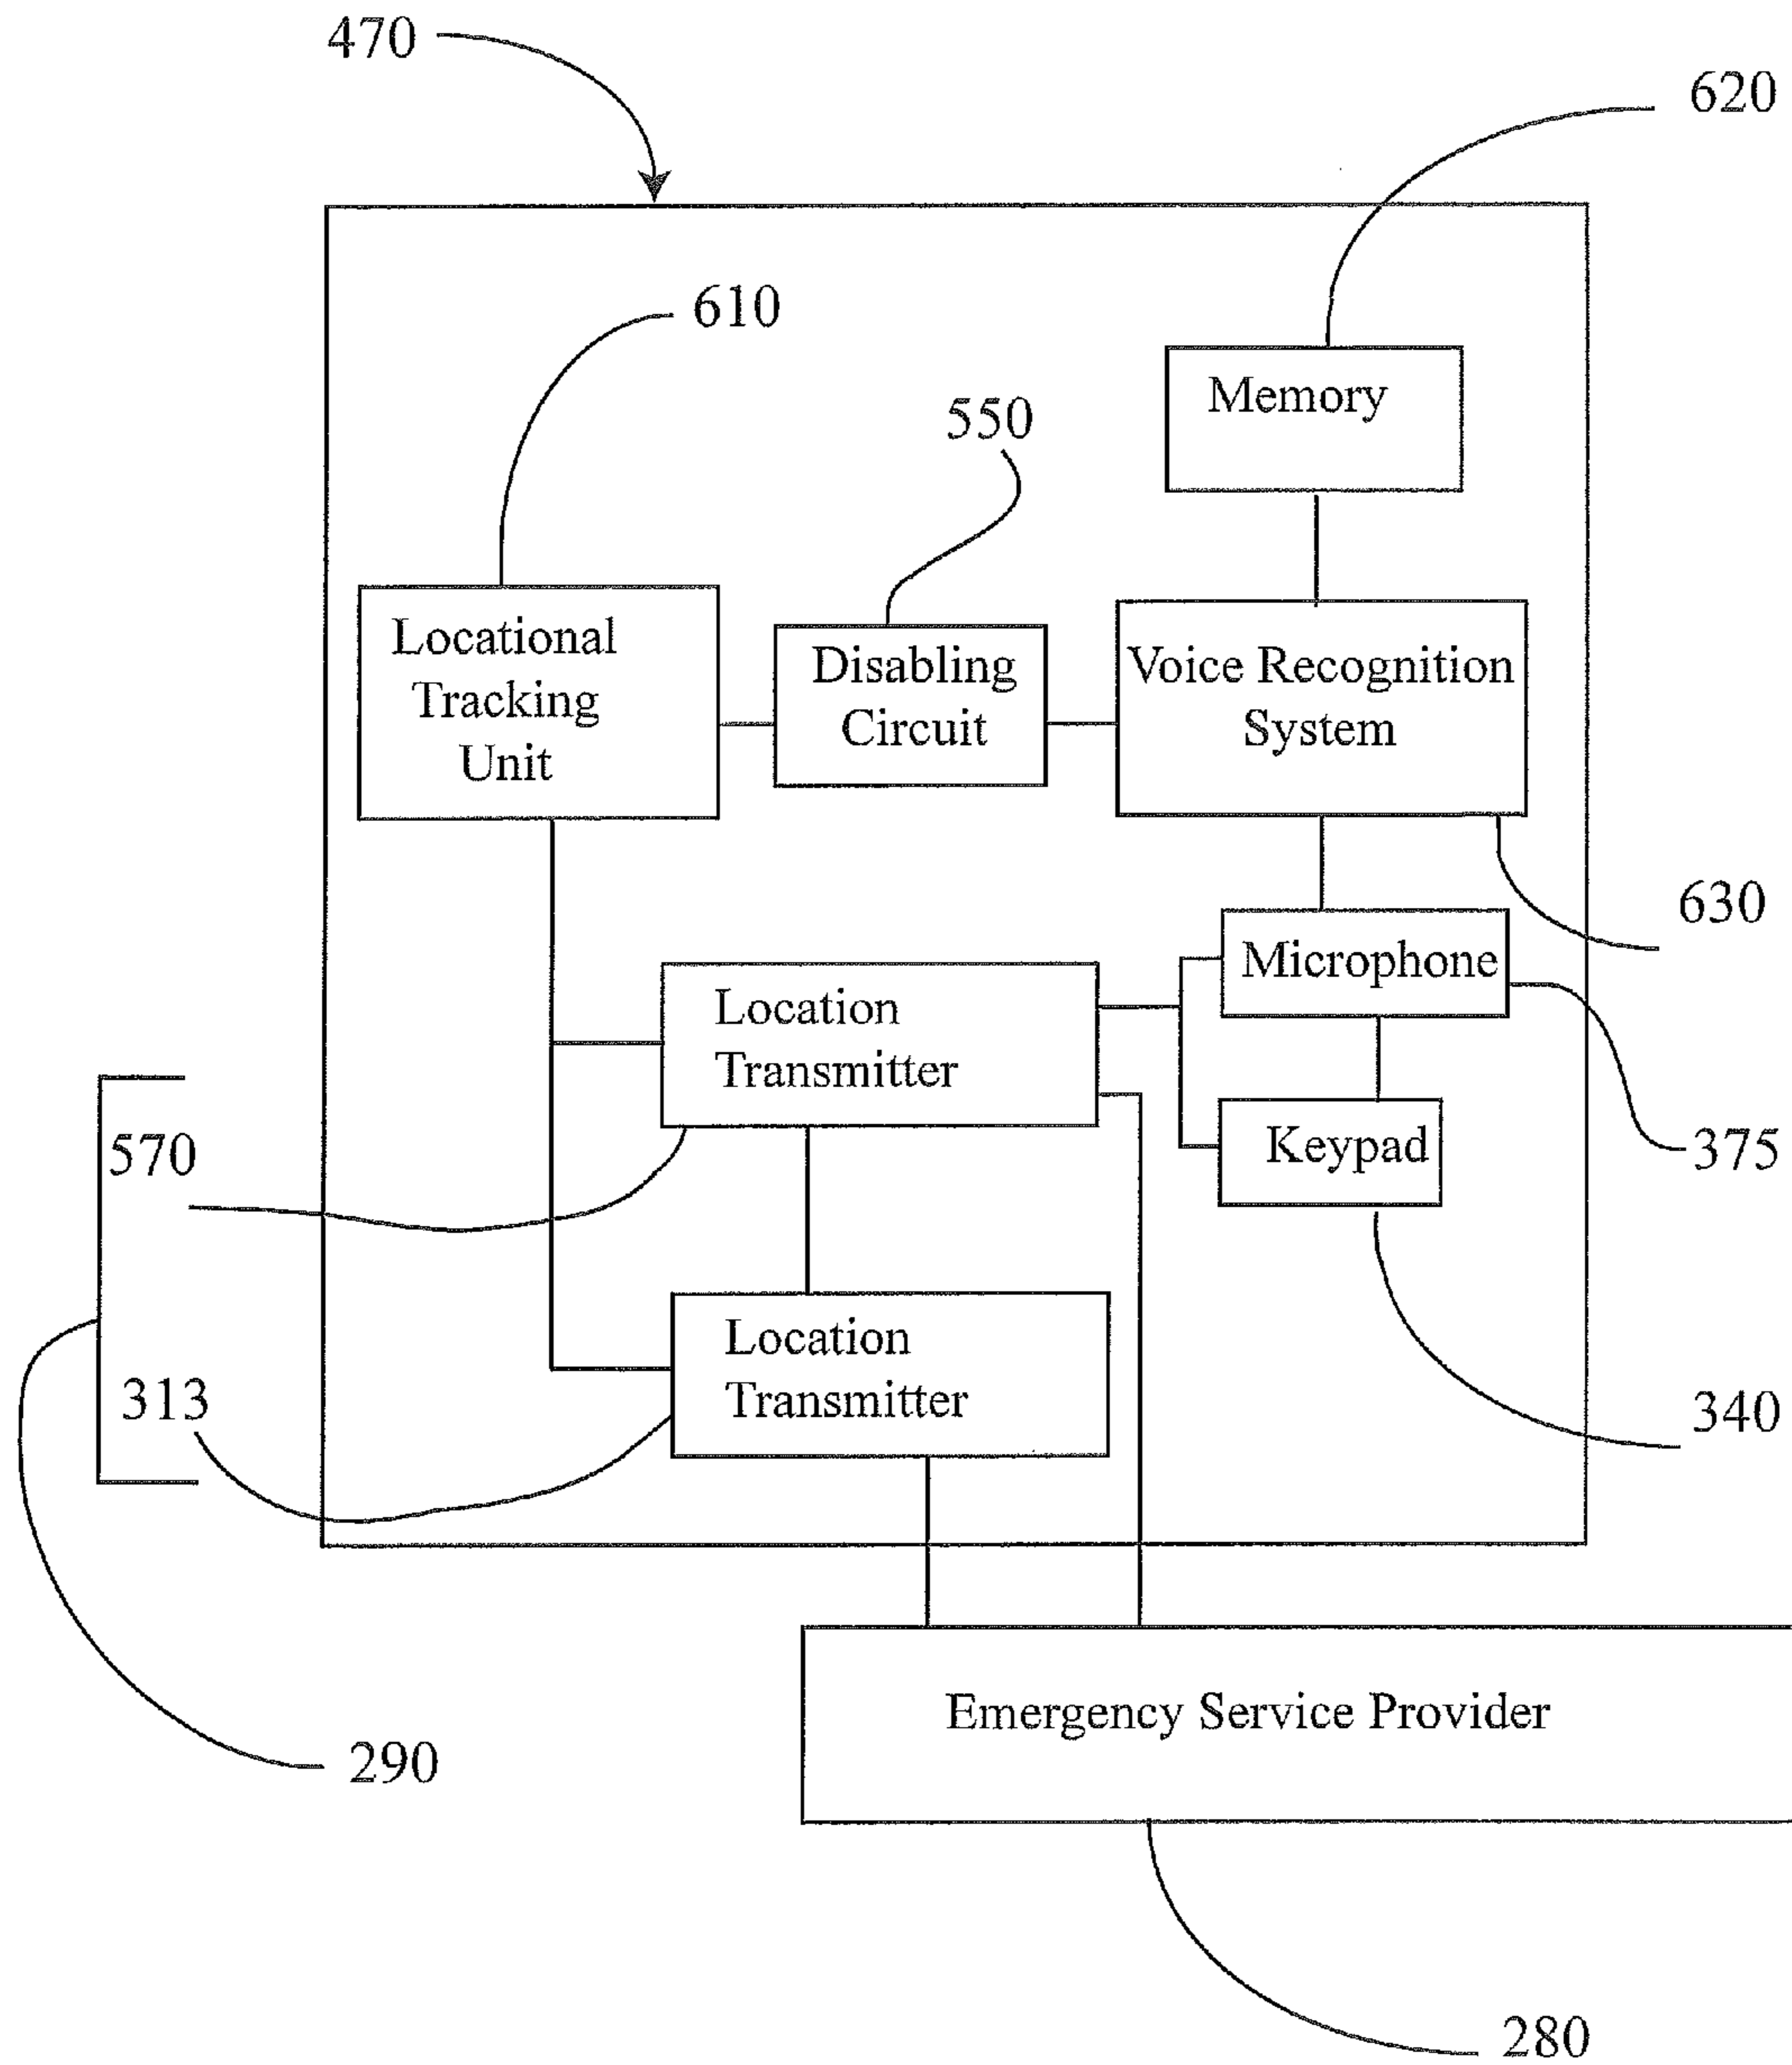 470
620
610
Memory
550
Locational
Tracking
Unit
Disabling
Circuit
Voice Recognition
System
630
Microphone
Location
Transmitter
570
Keypad
375
Location
Transmitter
313
340
Emergency Service Provider
290
280